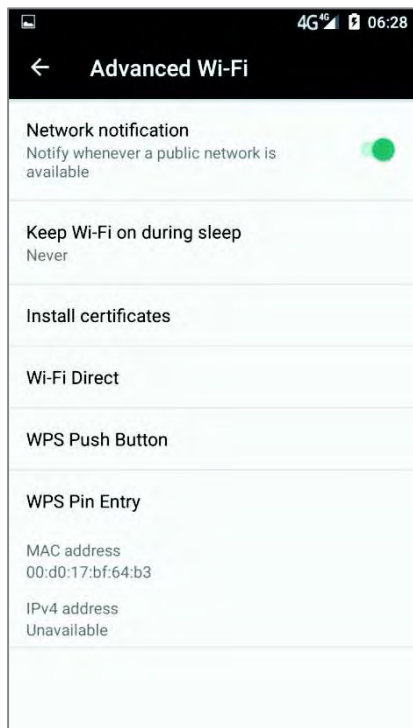 4G 4G 06:28
Advanced Wi-Fi
Network notification
Notify whenever a public network is
available
Keep Wi-Fi on during sleep
Never
Install certificates
Wi-Fi Direct
WPS Push Button
WPS Pin Entry
MAC address
00:d0:17:bf:64:b3
IPv4 address
Unavailable